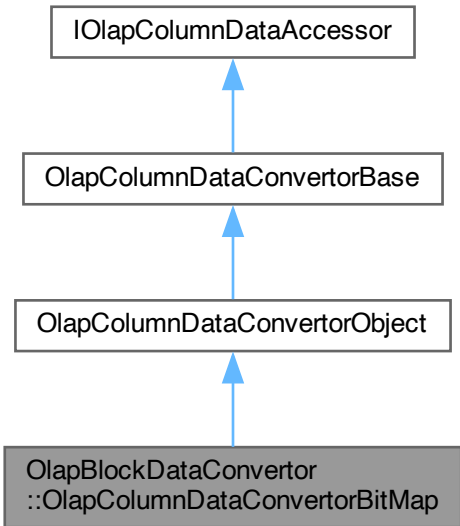 IOlapColumnDataAccessor
OlapColumnDataConvertorBase
OlapColumnDataConvertorObject
OlapBlockDataConvertor
::OlapColumnDataConvertorBitMap